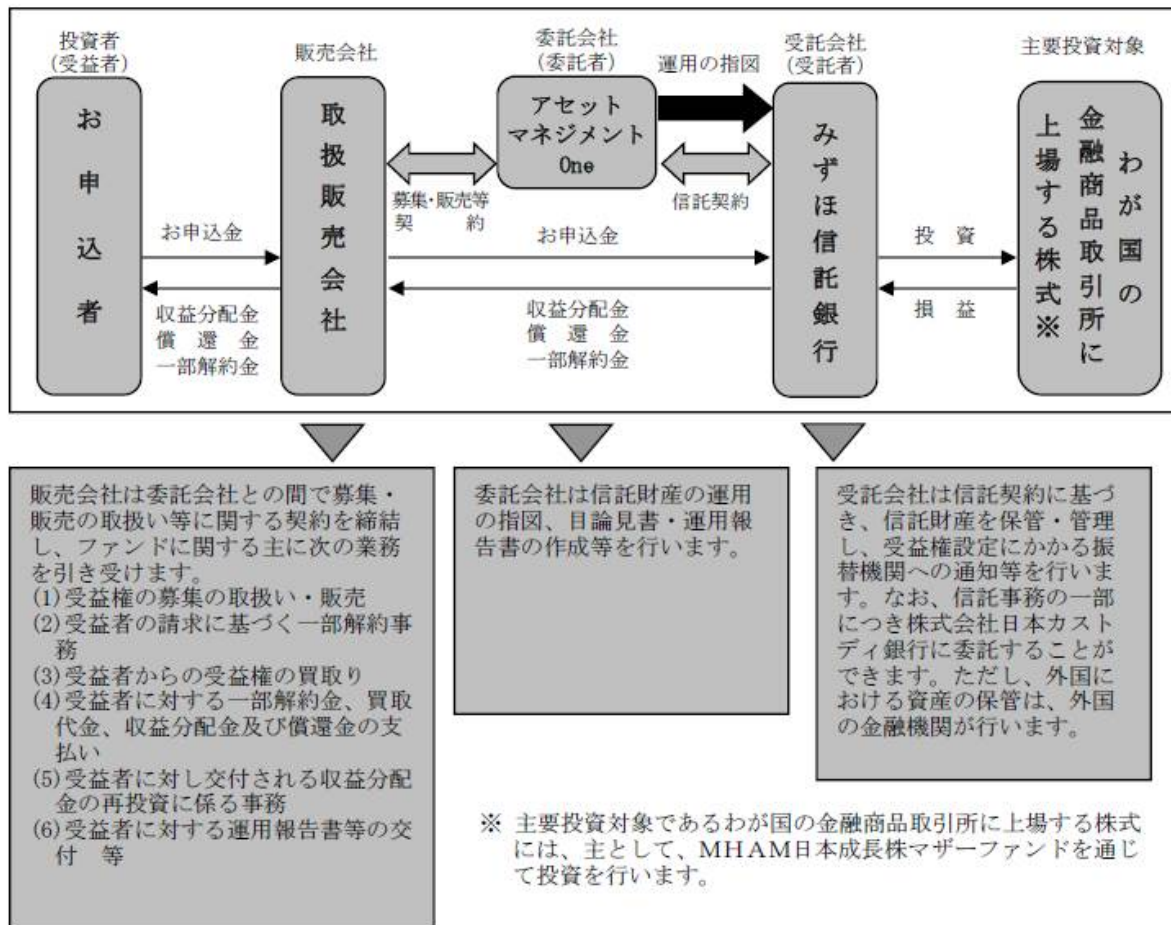 投資者
(受益者)
お申込者
販売会社
取扱販売会社
委託会社
(委託者)
アセット
マネジメント
One
運用の指図
受託会社
(受託者)
みずほ信託銀行
主要投資対象
わが国の
金融商品取引所に
上場する株式※
募集・販売等
契　約
信託契約
お申込金
お申込金
投　資
収益分配金
償　還　金
一部解約金
収益分配金
償　還　金
一部解約金
損　益
販売会社は委託会社との間で募集・
販売の取扱い等に関する契約を締結
し、ファンドに関する主に次の業務
を引き受けます。
(1)受益権の募集の取扱い・販売
(2)受益者の請求に基づく一部解約事
務
(3)受益者からの受益権の買取り
(4)受益者に対する一部解約金、買取
代金、収益分配金及び償還金の支
払い
(5)受益者に対し交付される収益分配
金の再投資に係る事務
(6)受益者に対する運用報告書等の交
付　等
委託会社は信託財産の運用
の指図、目論見書・運用報
告書の作成等を行います。
受託会社は信託契約に基づ
き、信託財産を保管・管理
し、受益権設定にかかる振
替機関への通知等を行いま
す。なお、信託事務の一部
につき株式会社日本カスト
ディ銀行に委託することが
できます。ただし、外国に
おける資産の保管は、外国
の金融機関が行います。
※ 主要投資対象であるわが国の金融商品取引所に上場する株式
には、主として、ＭＨＡＭ日本成長株マザーファンドを通じ
て投資を行います。